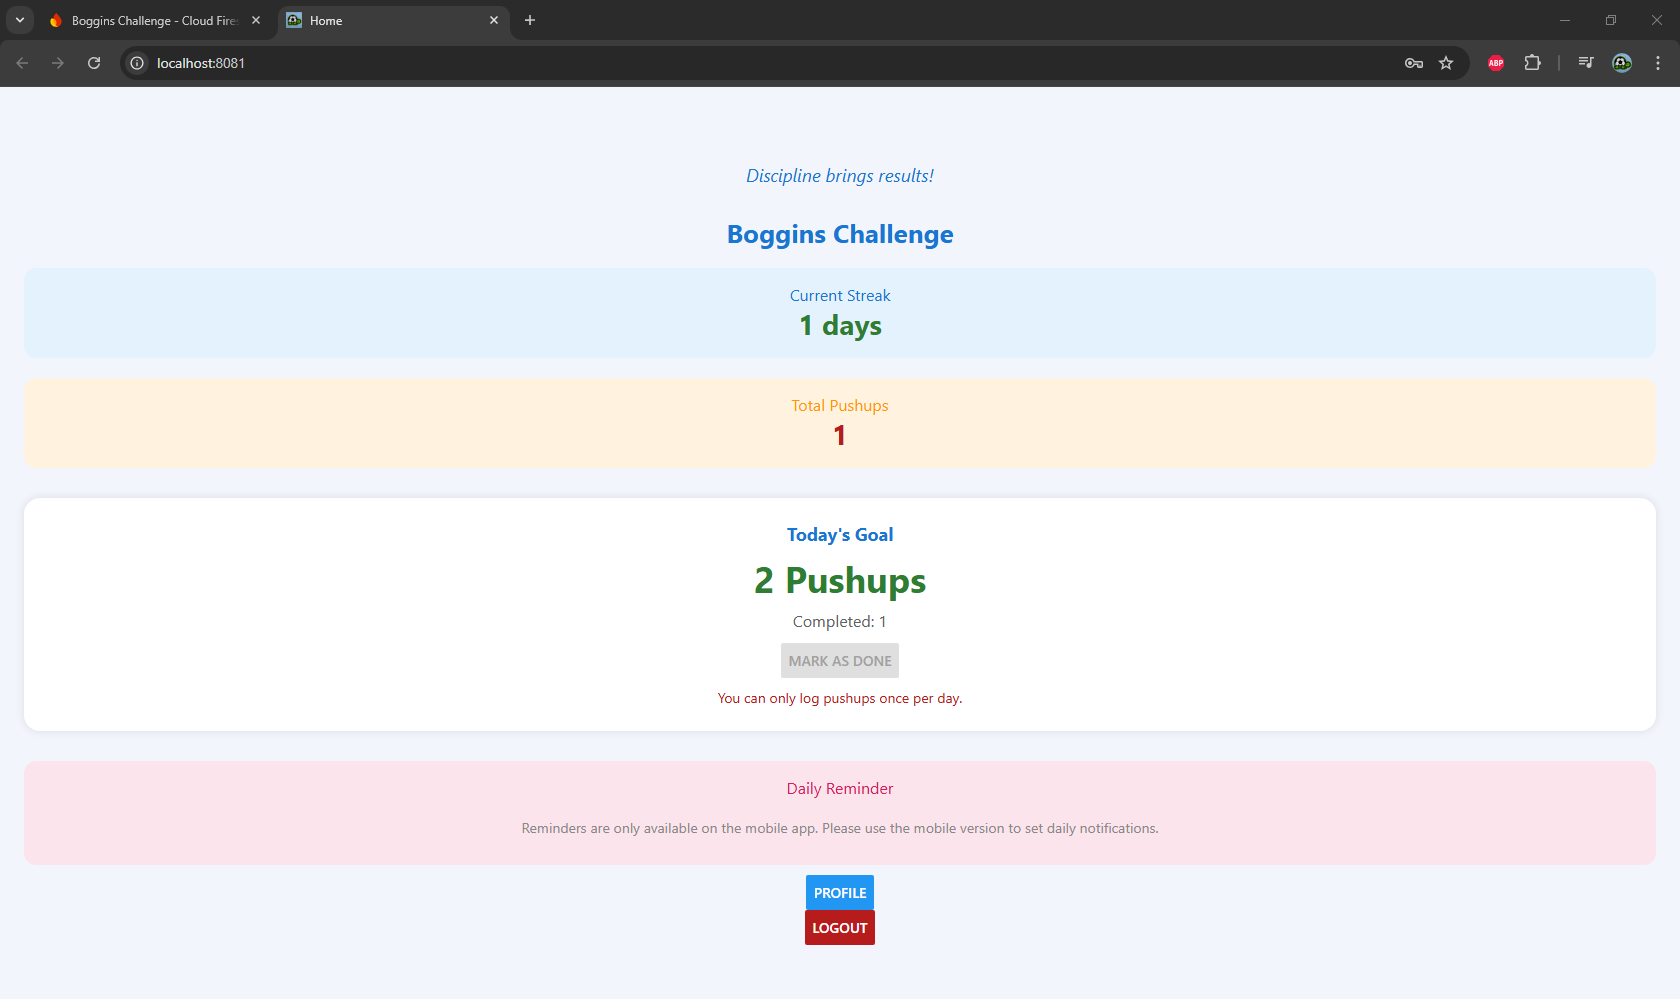 Boggins Challenge - Cloud Fire
Home
localhost:8081
ABP
Discipline brings results!
Boggins Challenge
Current Streak
1 days
Total Pushups
1
Today's Goal
2 Pushups
Completed: 1
MARK AS DONE
You can only log pushups once per day.
Daily Reminder
Reminders are only available on the mobile app. Please use the mobile version to set daily notifications.
PROFILE
LOGOUT